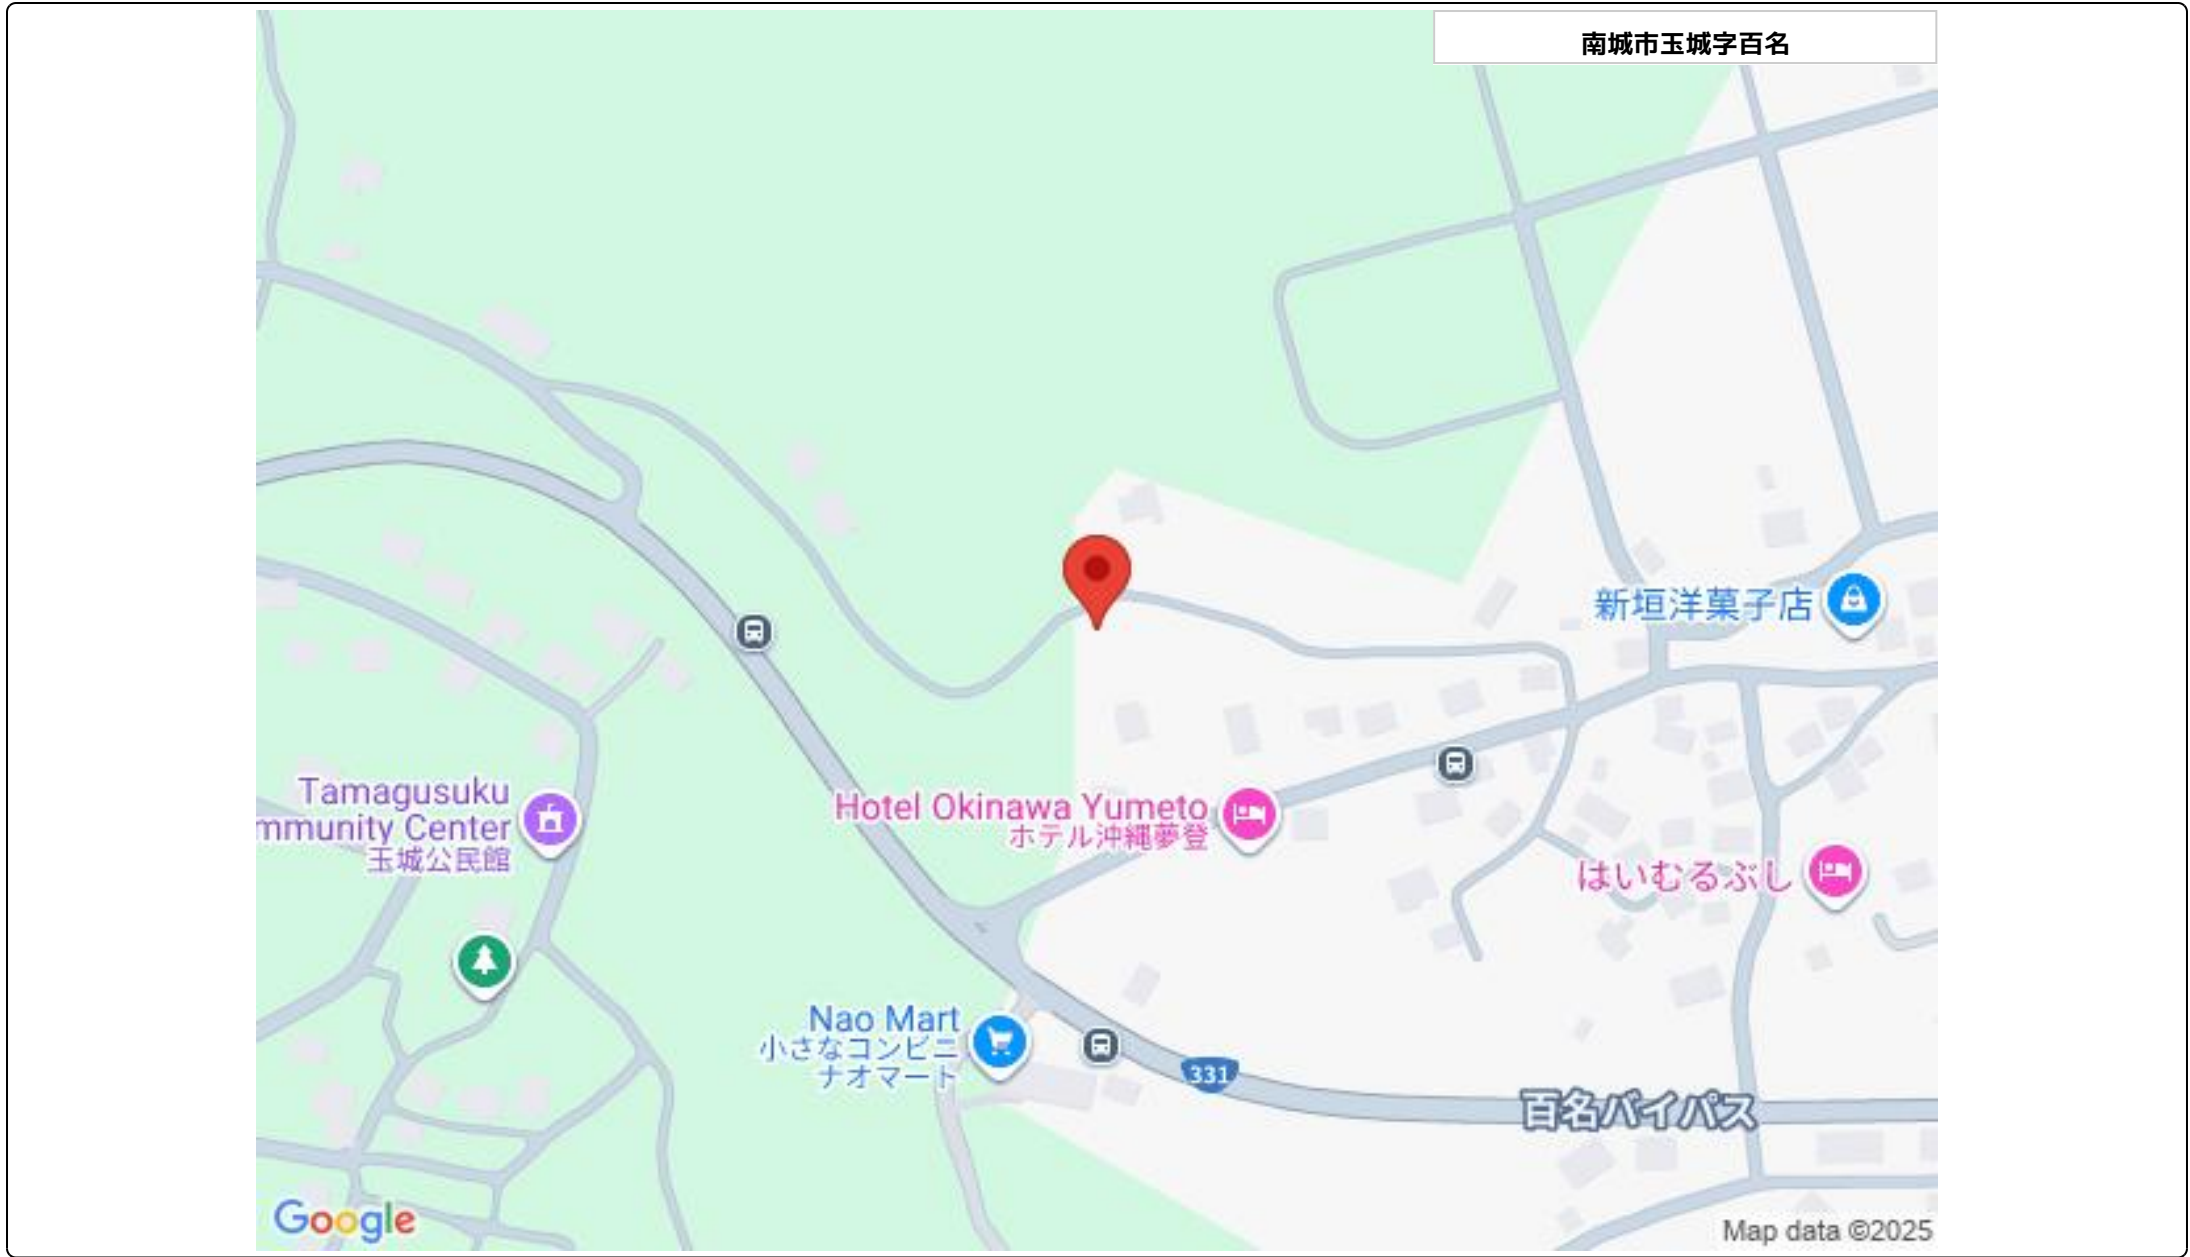 南城市玉城字百名
新垣洋菓子店
Tamagusuku
mmunity Center
玉城公民館
Hotel Okinawa Yumeto
ホテル沖縄夢登
はいむるぶし
Nao Mart
小さなコンビニ
ナオマート
331
百名バイパス
Google
Map data ©2025